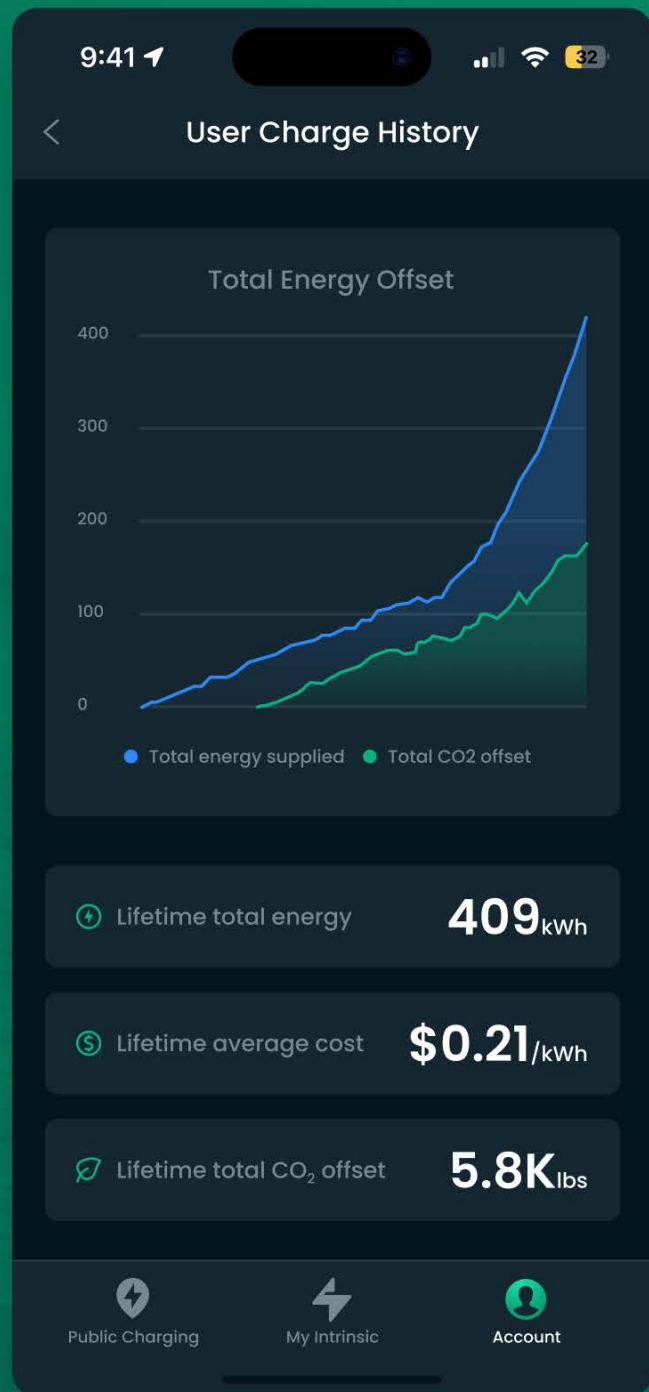 9:41
32
User Charge History
Total Energy Offset
400
300
200
100
0
Total energy supplied
Total CO2 offset
Lifetime total energy
409kWh
Lifetime average cost
$0.21/kWh
Lifetime total CO₂ offset
5.8Klbs
Public Charging
My Intrinsic
Account